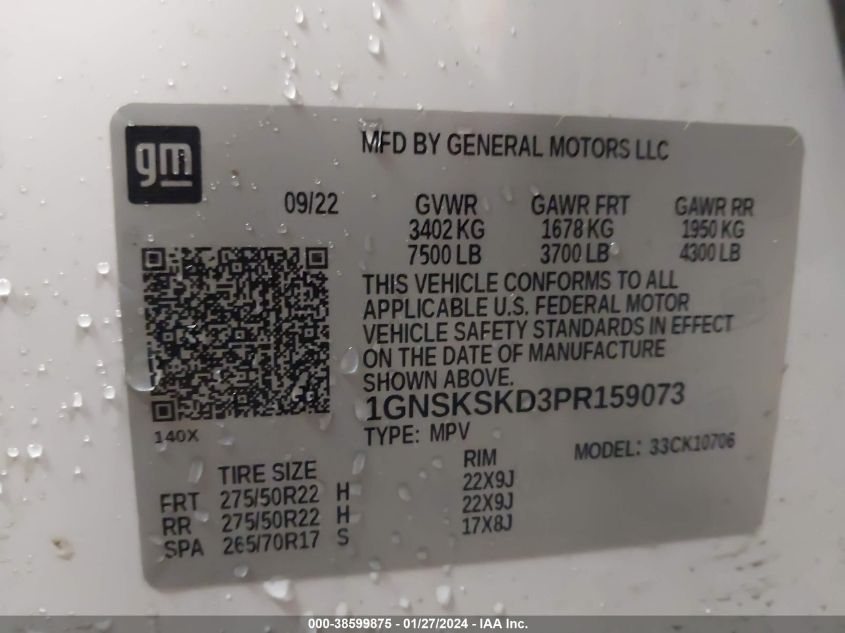 gm
MFD BY GENERAL MOTORS LLC
09/22 GVWR GAWR FRT GAWR RR
3402 KG 1678 KG 1950 KG
7500 LB 3700 LB 4300 LB
THIS VEHICLE CONFORMS TO ALL
APPLICABLE U.S. FEDERAL MOTOR
VEHICLE SAFETY STANDARDS IN EFFECT
ON THE DATE OF MANUFACTURE
SHOWN ABOVE.
1GNSKSKD3PR159073
140X
TYPE: MPV MODEL: 33CK10706
TIRE SIZE RIM
FRT 275/50R22 H 22X9J
RR 275/50R22 H 22X9J
SPA 265/70R17 S 17X8J
000-38599875 - 01/27/2024 - IAA Inc.